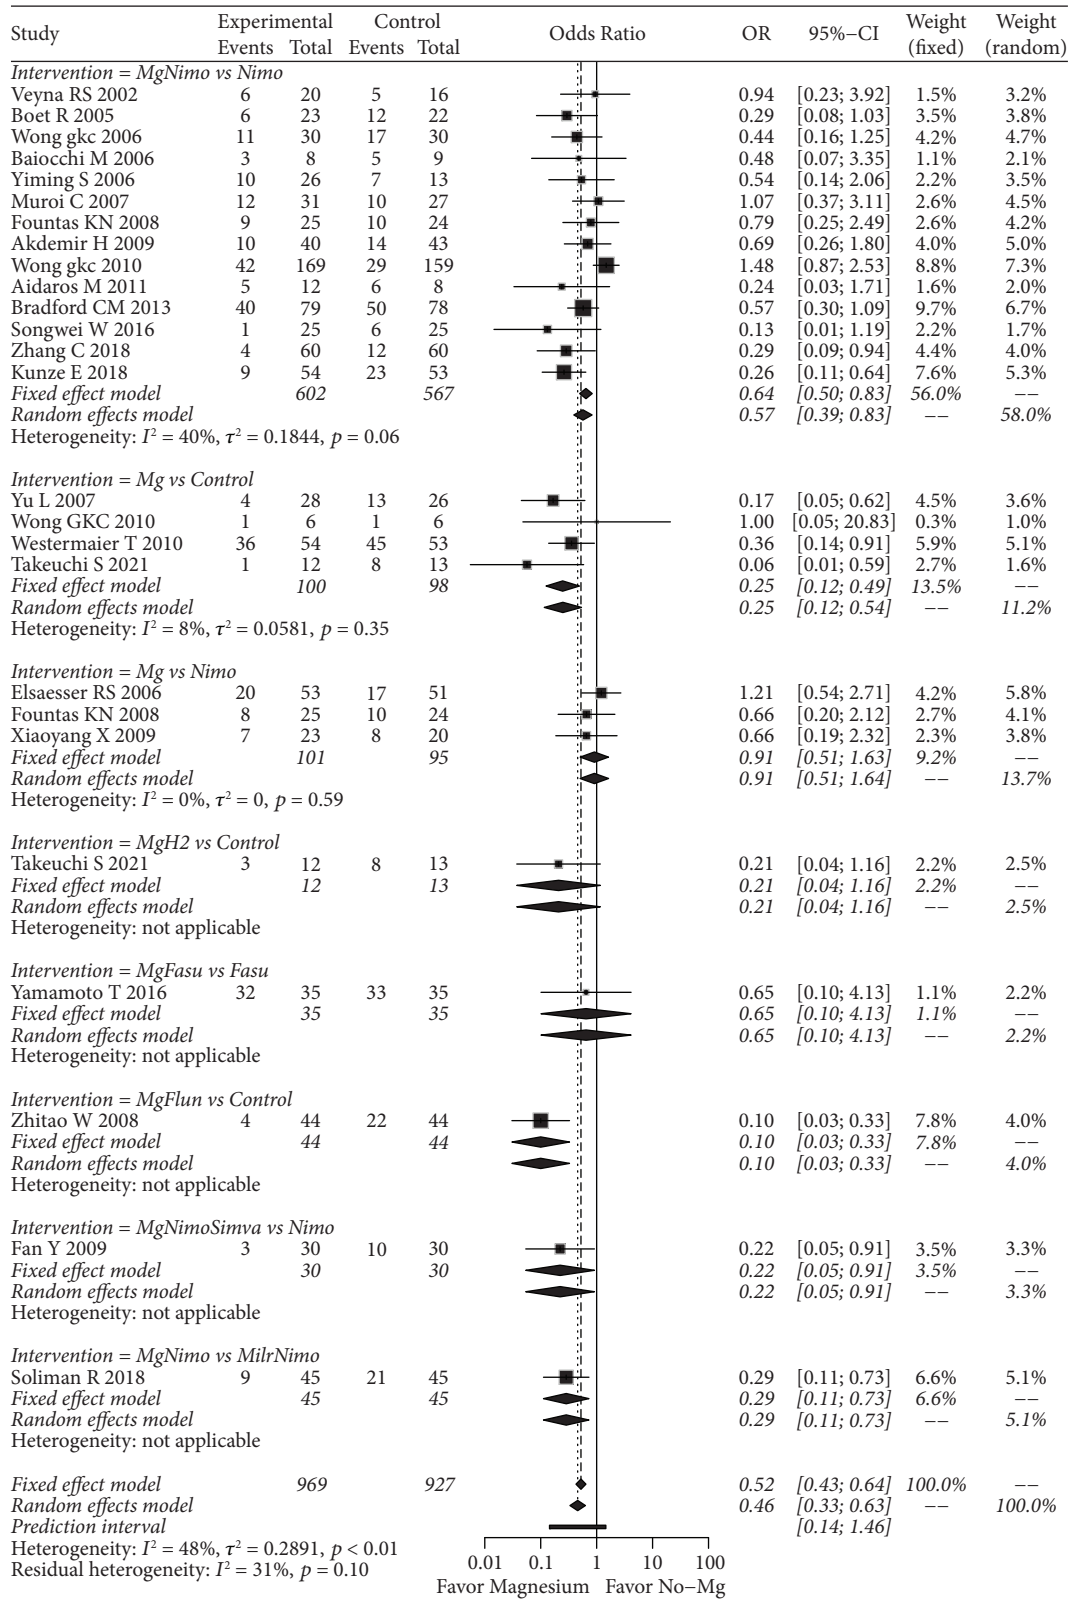 Study Experimental Control Odds Ratio OR 95%−CI Weight Weight
Events Total Events Total (fixed) (random)
Intervention = MgNimo vs Nimo
Veyna RS 2002 6 20 5 16 0.94 [0.23; 3.92] 1.5% 3.2%
Boet R 2005 6 23 12 22 0.29 [0.08; 1.03] 3.5% 3.8%
Wong gkc 2006 11 30 17 30 0.44 [0.16; 1.25] 4.2% 4.7%
Baiocchi M 2006 3 8 5 9 0.48 [0.07; 3.35] 1.1% 2.1%
Yiming S 2006 10 26 7 13 0.54 [0.14; 2.06] 2.2% 3.5%
Muroi C 2007 12 31 10 27 1.07 [0.37; 3.11] 2.6% 4.5%
Fountas KN 2008 9 25 10 24 0.79 [0.25; 2.49] 2.6% 4.2%
Akdemir H 2009 10 40 14 43 0.69 [0.26; 1.80] 4.0% 5.0%
Wong gkc 2010 42 169 29 159 1.48 [0.87; 2.53] 8.8% 7.3%
Aidaros M 2011 5 12 6 8 0.24 [0.03; 1.71] 1.6% 2.0%
Bradford CM 2013 40 79 50 78 0.57 [0.30; 1.09] 9.7% 6.7%
Songwei W 2016 1 25 6 25 0.13 [0.01; 1.19] 2.2% 1.7%
Zhang C 2018 4 60 12 60 0.29 [0.09; 0.94] 4.4% 4.0%
Kunze E 2018 9 54 23 53 0.26 [0.11; 0.64] 7.6% 5.3%
Fixed effect model 602 567 0.64 [0.50; 0.83] 56.0% −−
Random effects model 0.57 [0.39; 0.83] −− 58.0%
Heterogeneity: I² = 40%, τ² = 0.1844, p = 0.06
Intervention = Mg vs Control
Yu L 2007 4 28 13 26 0.17 [0.05; 0.62] 4.5% 3.6%
Wong GKC 2010 1 6 1 6 1.00 [0.05; 20.83] 0.3% 1.0%
Westermaier T 2010 36 54 45 53 0.36 [0.14; 0.91] 5.9% 5.1%
Takeuchi S 2021 1 12 8 13 0.06 [0.01; 0.59] 2.7% 1.6%
Fixed effect model 100 98 0.25 [0.12; 0.49] 13.5% −−
Random effects model 0.25 [0.12; 0.54] −− 11.2%
Heterogeneity: I² = 8%, τ² = 0.0581, p = 0.35
Intervention = Mg vs Nimo
Elsaesser RS 2006 20 53 17 51 1.21 [0.54; 2.71] 4.2% 5.8%
Fountas KN 2008 8 25 10 24 0.66 [0.20; 2.12] 2.7% 4.1%
Xiaoyang X 2009 7 23 8 20 0.66 [0.19; 2.32] 2.3% 3.8%
Fixed effect model 101 95 0.91 [0.51; 1.63] 9.2% −−
Random effects model 0.91 [0.51; 1.64] −− 13.7%
Heterogeneity: I² = 0%, τ² = 0, p = 0.59
Intervention = MgH2 vs Control
Takeuchi S 2021 3 12 8 13 0.21 [0.04; 1.16] 2.2% 2.5%
Fixed effect model 12 13 0.21 [0.04; 1.16] 2.2% −−
Random effects model 0.21 [0.04; 1.16] −− 2.5%
Heterogeneity: not applicable
Intervention = MgFasu vs Fasu
Yamamoto T 2016 32 35 33 35 0.65 [0.10; 4.13] 1.1% 2.2%
Fixed effect model 35 35 0.65 [0.10; 4.13] 1.1% −−
Random effects model 0.65 [0.10; 4.13] −− 2.2%
Heterogeneity: not applicable
Intervention = MgFlun vs Control
Zhitao W 2008 4 44 22 44 0.10 [0.03; 0.33] 7.8% 4.0%
Fixed effect model 44 44 0.10 [0.03; 0.33] 7.8% −−
Random effects model 0.10 [0.03; 0.33] −− 4.0%
Heterogeneity: not applicable
Intervention = MgNimoSimva vs Nimo
Fan Y 2009 3 30 10 30 0.22 [0.05; 0.91] 3.5% 3.3%
Fixed effect model 30 30 0.22 [0.05; 0.91] 3.5% −−
Random effects model 0.22 [0.05; 0.91] −− 3.3%
Heterogeneity: not applicable
Intervention = MgNimo vs MilrNimo
Soliman R 2018 9 45 21 45 0.29 [0.11; 0.73] 6.6% 5.1%
Fixed effect model 45 45 0.29 [0.11; 0.73] 6.6% −−
Random effects model 0.29 [0.11; 0.73] −− 5.1%
Heterogeneity: not applicable
Fixed effect model 969 927 0.52 [0.43; 0.64] 100.0% −−
Random effects model 0.46 [0.33; 0.63] −− 100.0%
Prediction interval [0.14; 1.46]
Heterogeneity: I² = 48%, τ² = 0.2891, p < 0.01
Residual heterogeneity: I² = 31%, p = 0.10
0.01 0.1 1 10 100
Favor Magnesium Favor No−Mg